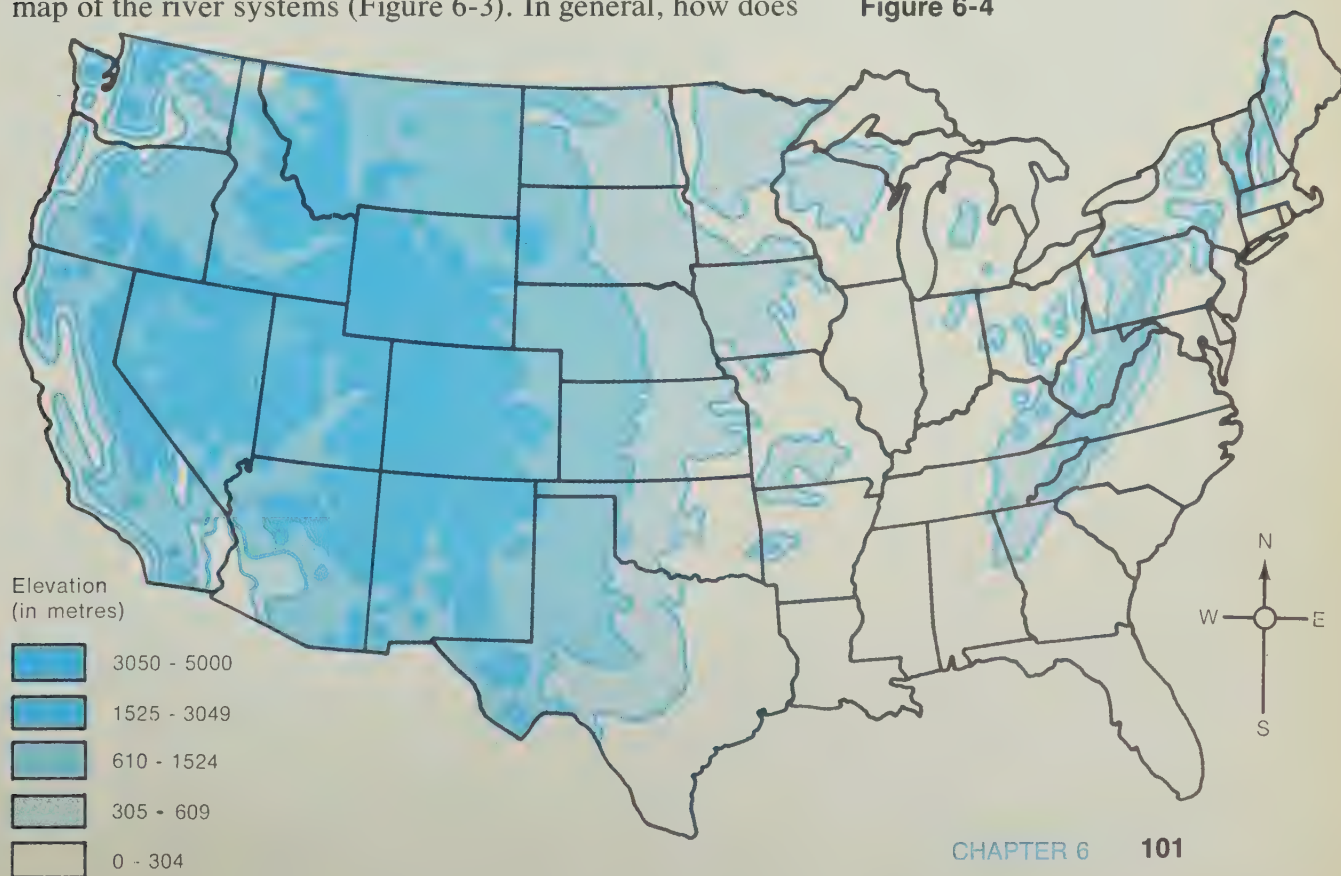 map of the river systems (Figure 6-3). In general, how does
Figure 6-4
Elevation
(in metres)
3050 - 5000
1525 - 3049
610 - 1524
305 - 609
0 - 304
N
W
E
S
CHAPTER 6 101